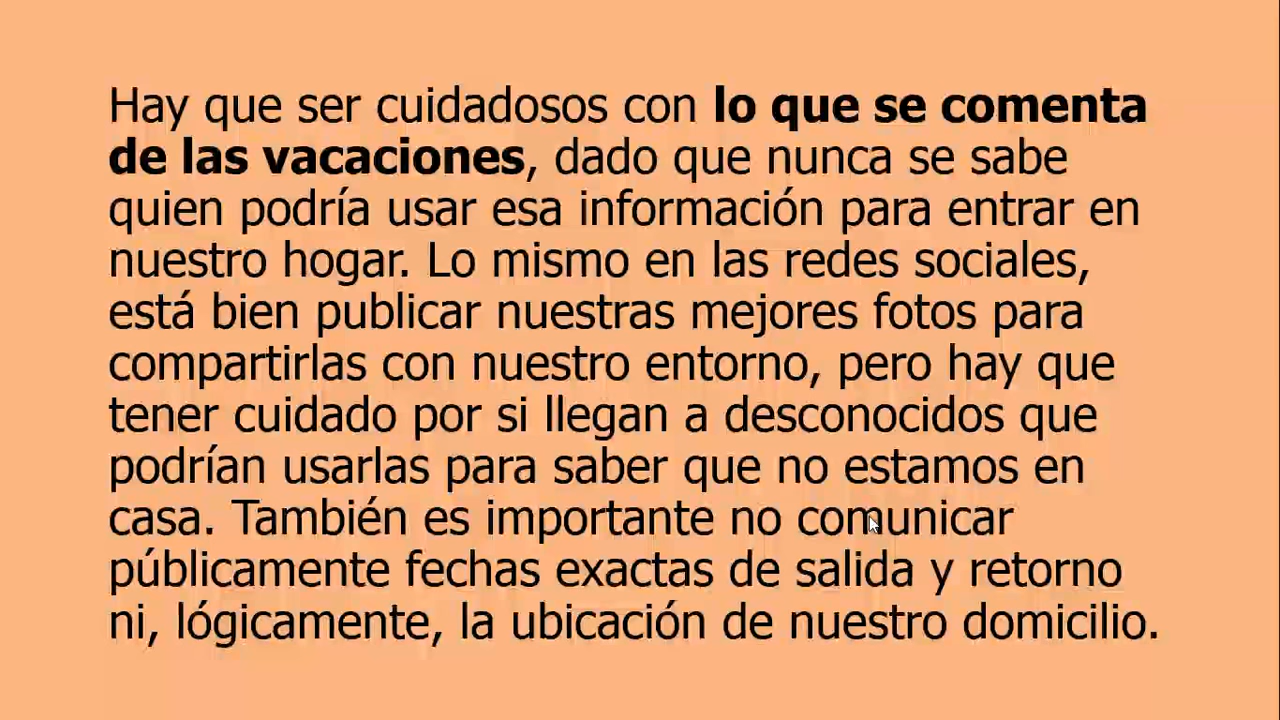 Hay que ser cuidadosos con lo que se comenta
de las vacaciones, dado que nunca se sabe
quien podría usar esa información para entrar en
nuestro hogar. Lo mismo en las redes sociales,
está bien publicar nuestras mejores fotos para
compartirlas con nuestro entorno, pero hay que
tener cuidado por si llegan a desconocidos que
podrían usarlas para saber que no estamos en
casa. También es importante no comunicar
públicamente fechas exactas de salida y retorno
ni, lógicamente, la ubicación de nuestro domicilio.